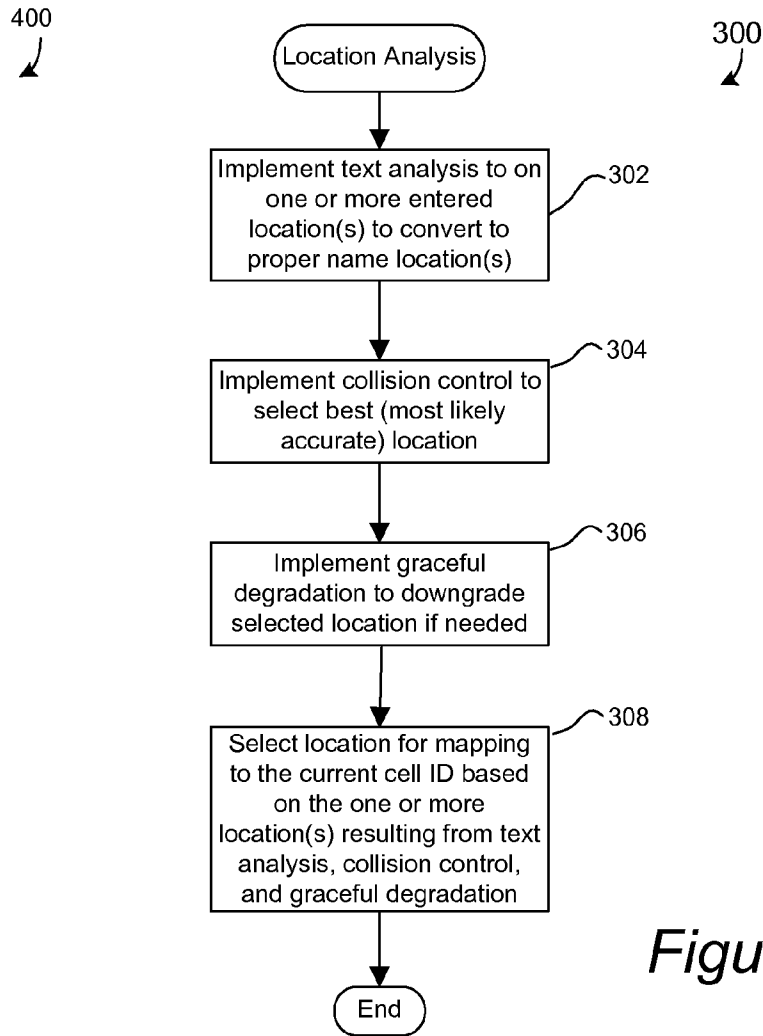 400
300
Location Analysis
Implement text analysis to on
one or more entered
location(s) to convert to
proper name location(s)
302
Implement collision control to
select best (most likely
accurate) location
304
Implement graceful
degradation to downgrade
selected location if needed
306
Select location for mapping
to the current cell ID based
on the one or more
location(s) resulting from text
analysis, collision control,
and graceful degradation
308
End
Figu